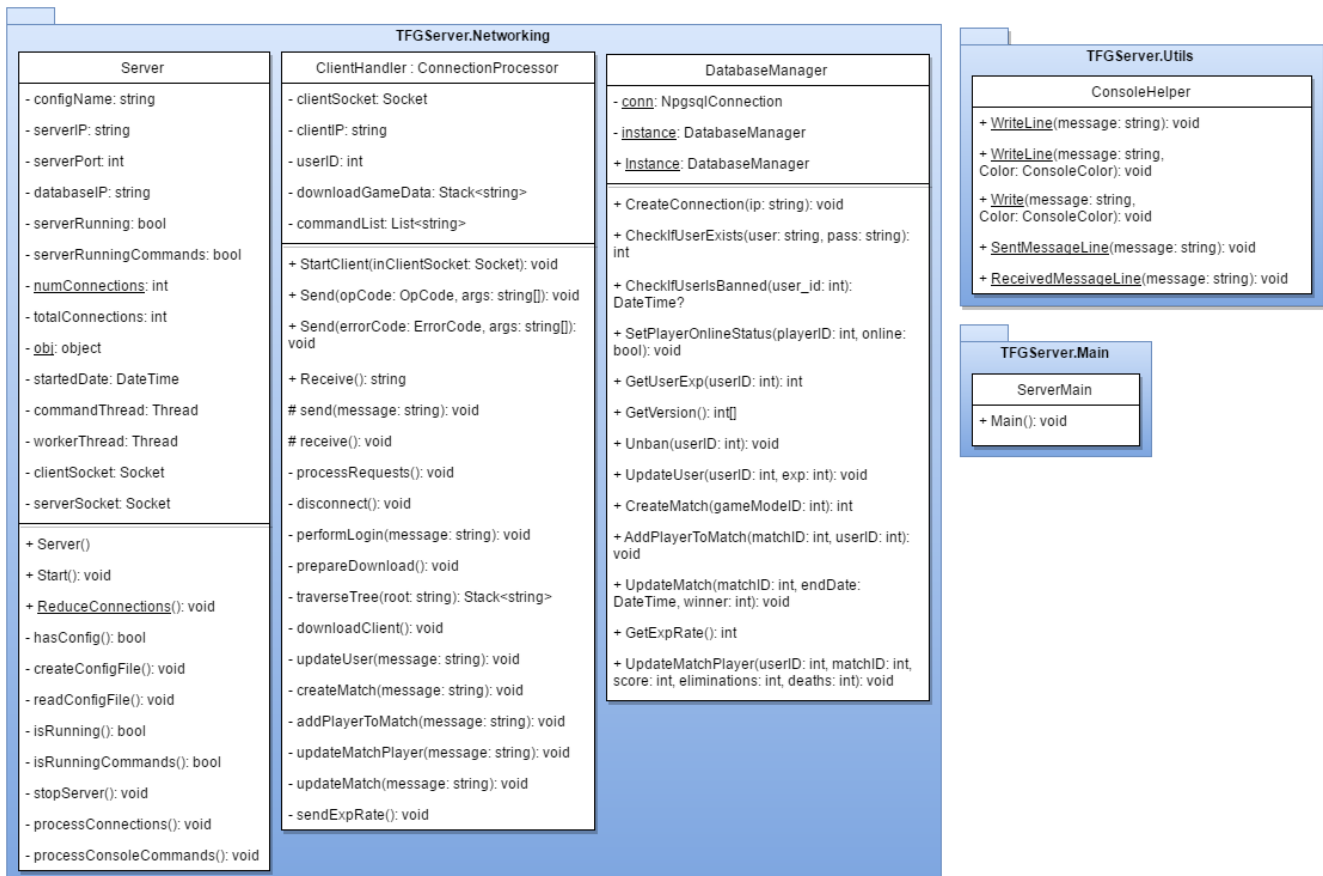 TFGServer.Networking
Server
- configName: string
- serverIP: string
- serverPort: int
- databaseIP: string
- serverRunning: bool
- serverRunningCommands: bool
- numConnections: int
- totalConnections: int
- obj: object
- startedDate: DateTime
- commandThread: Thread
- workerThread: Thread
- clientSocket: Socket
- serverSocket: Socket
+ Server()
+ Start(): void
+ ReduceConnections(): void
- hasConfig(): bool
- createConfigFile(): void
- readConfigFile(): void
- isRunning(): bool
- isRunningCommands(): bool
- stopServer(): void
- processConnections(): void
- processConsoleCommands(): void
ClientHandler : ConnectionProcessor
- clientSocket: Socket
- clientIP: string
- userID: int
- downloadGameData: Stack<string>
- commandList: List<string>
+ StartClient(inClientSocket: Socket): void
+ Send(opCode: OpCode, args: string[]): void
+ Send(errorCode: ErrorCode, args: string[]):
void
+ Receive(): string
# send(message: string): void
# receive(): void
- processRequests(): void
- disconnect(): void
- performLogin(message: string): void
- prepareDownload(): void
- traverseTree(root: string): Stack<string>
- downloadClient(): void
- updateUser(message: string): void
- createMatch(message: string): void
- addPlayerToMatch(message: string): void
- updateMatchPlayer(message: string): void
- updateMatch(message: string): void
- sendExpRate(): void
DatabaseManager
- conn: NpgsqlConnection
- instance: DatabaseManager
+ Instance: DatabaseManager
+ CreateConnection(ip: string): void
+ CheckIfUserExists(user: string, pass: string):
int
+ CheckIfUserIsBanned(user_id: int):
DateTime?
+ SetPlayerOnlineStatus(playerID: int, online:
bool): void
+ GetUserExp(userID: int): int
+ GetVersion(): int[]
+ Unban(userID: int): void
+ UpdateUser(userID: int, exp: int): void
+ CreateMatch(gameModeID: int): int
+ AddPlayerToMatch(matchID: int, userID: int):
void
+ UpdateMatch(matchID: int, endDate:
DateTime, winner: int): void
+ GetExpRate(): int
+ UpdateMatchPlayer(userID: int, matchID: int,
score: int, eliminations: int, deaths: int): void
TFGServer.Utils
ConsoleHelper
+ WriteLine(message: string): void
+ WriteLine(message: string,
Color: ConsoleColor): void
+ Write(message: string,
Color: ConsoleColor): void
+ SentMessageLine(message: string): void
+ ReceivedMessageLine(message: string): void
TFGServer.Main
ServerMain
+ Main(): void